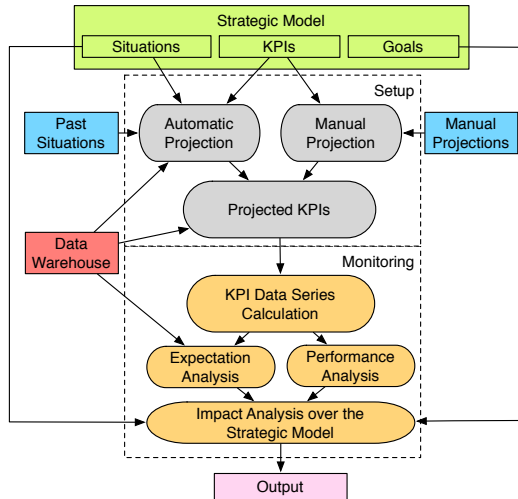 Strategic Model
Situations
KPIs
Goals
Setup
Past
Situations
Automatic
Projection
Manual
Projection
Manual
Projections
Projected KPIs
Data
Warehouse
Monitoring
KPI Data Series
Calculation
Expectation
Analysis
Performance
Analysis
Impact Analysis over the
Strategic Model
Output